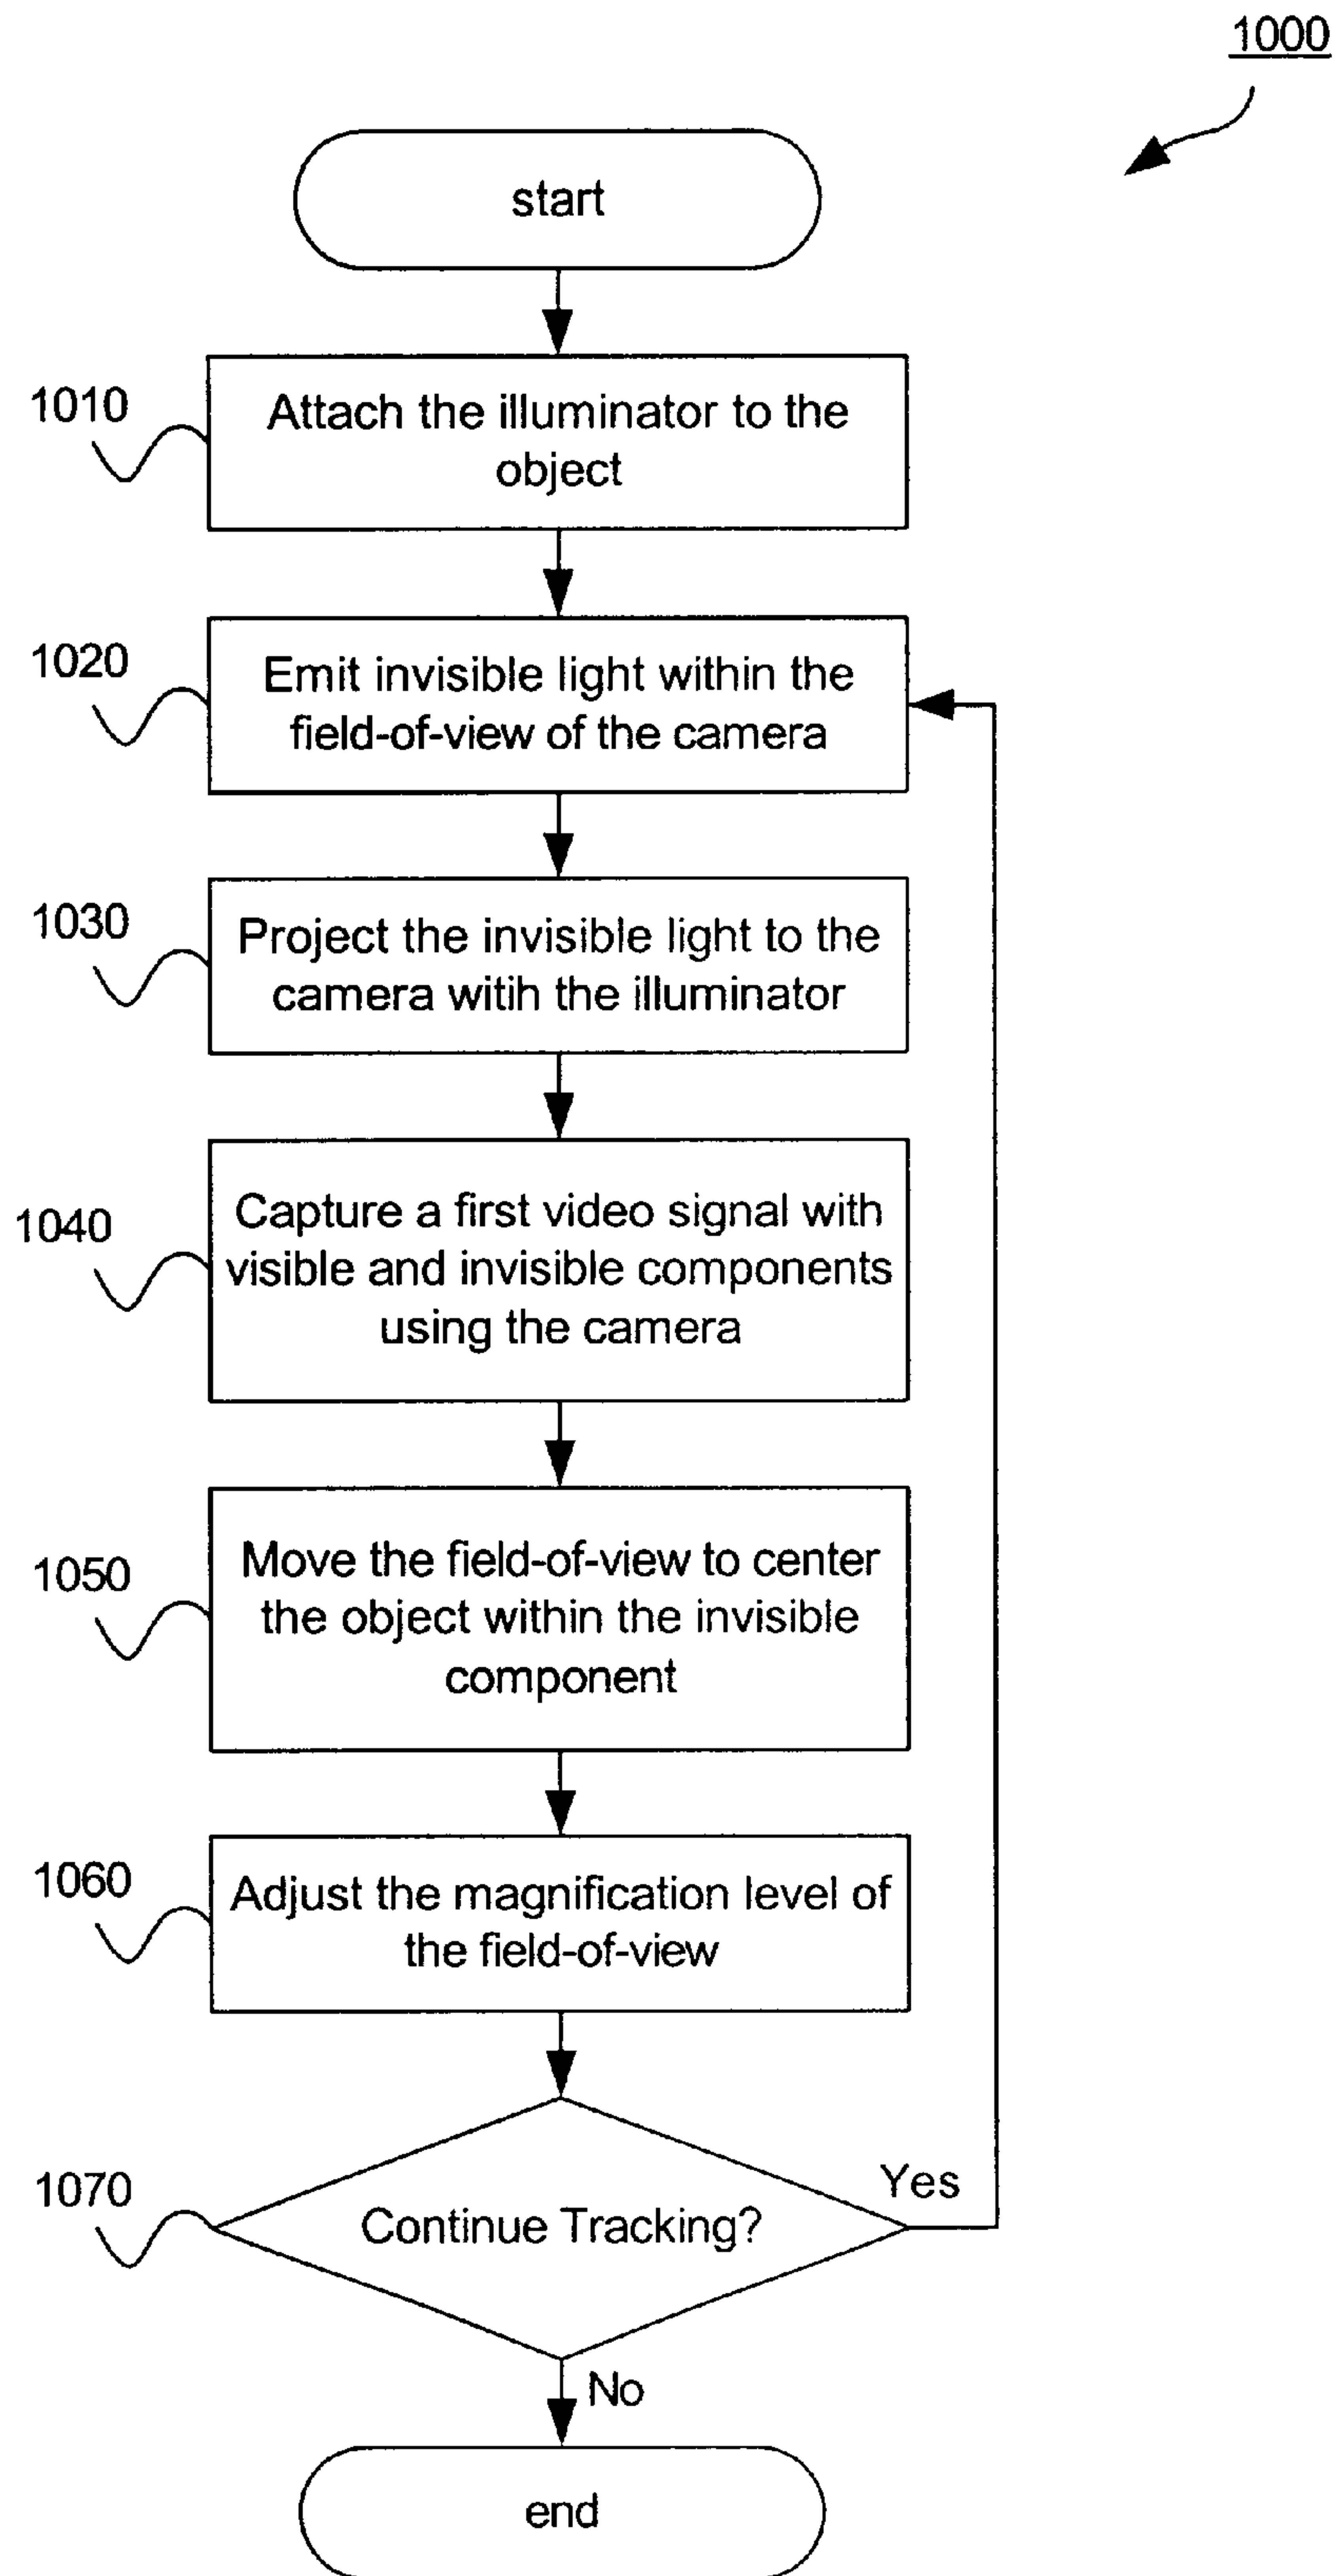 1000
start
1010
Attach the illuminator to the
object
1020
Emit invisible light within the
field-of-view of the camera
1030
Project the invisible light to the
camera witih the illuminator
1040
Capture a first video signal with
visible and invisible components
using the camera
1050
Move the field-of-view to center
the object within the invisible
component
1060
Adjust the magnification level of
the field-of-view
1070
Continue Tracking?
Yes
No
end